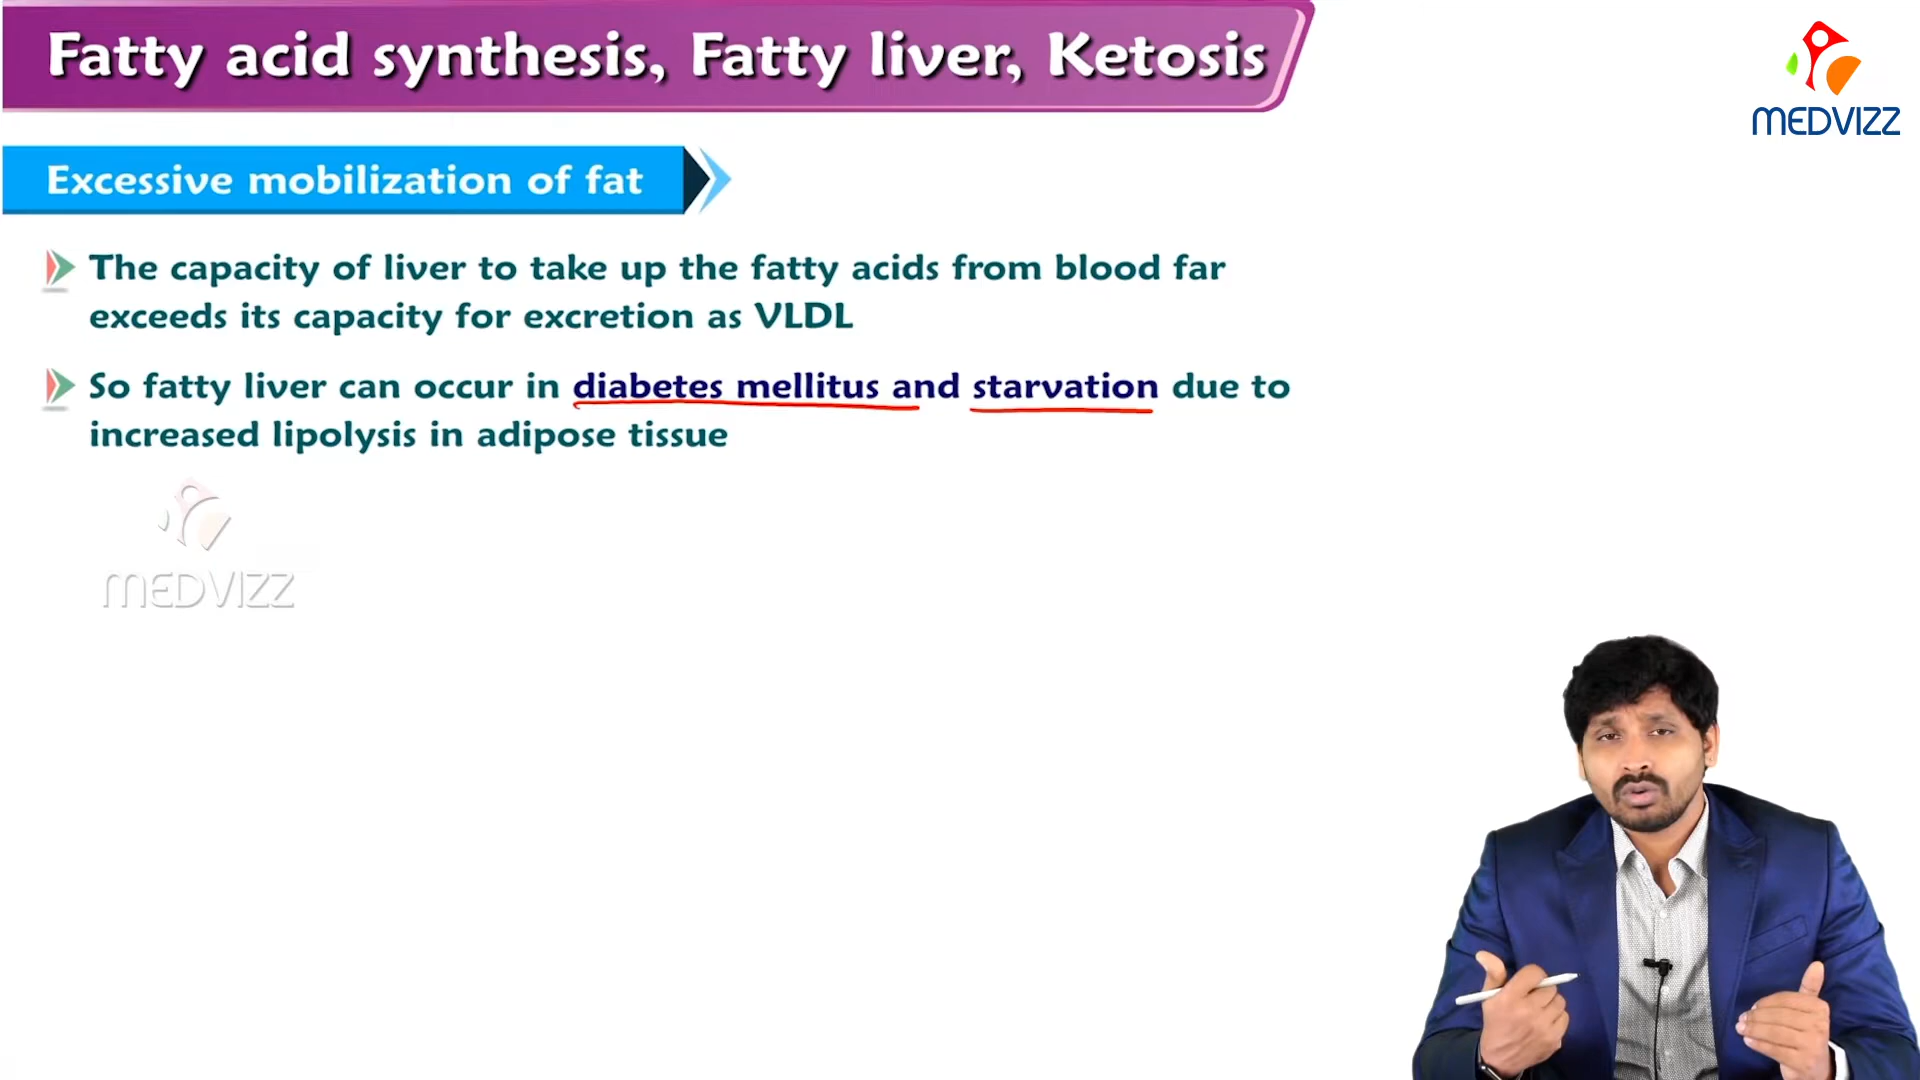 Fatty acid synthesis, Fatty liver, Ketosis
MEDVIZZ
Excessive mobilization of fat
The capacity of liver to take up the fatty acids from blood far
exceeds its capacity for excretion as VLDL
So fatty liver can occur in diabetes mellitus and starvation due to
increased lipolysis in adipose tissue
MEDVIZZ